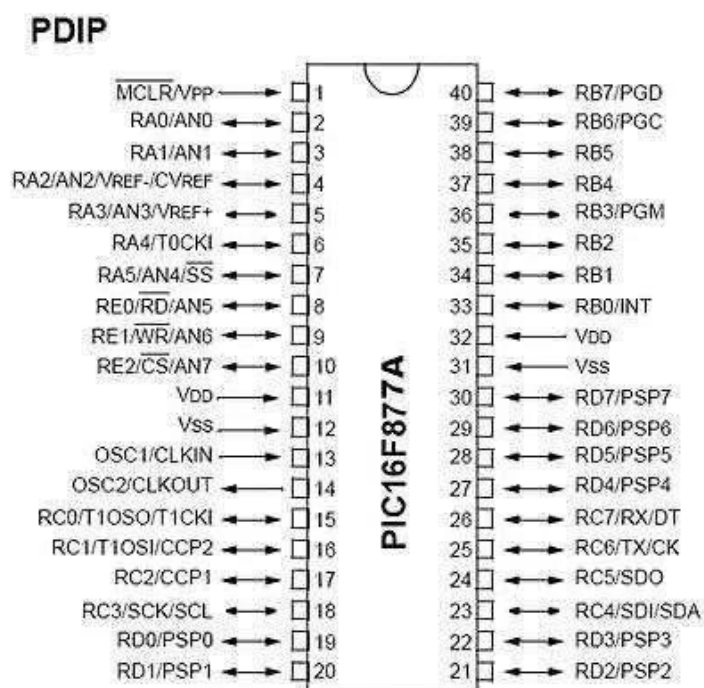 PDIP
MCLR/VPP 1 40 RB7/PGD
RA0/AN0 2 39 RB6/PGC
RA1/AN1 3 38 RB5
RA2/AN2/VREF-/CVREF 4 37 RB4
RA3/AN3/VREF+ 5 36 RB3/PGM
RA4/T0CKI 6 35 RB2
RA5/AN4/SS 7 34 RB1
RE0/RD/AN5 8 33 RB0/INT
RE1/WR/AN6 9 32 VDD
RE2/CS/AN7 10 31 VSS
VDD 11 30 RD7/PSP7
VSS 12 29 RD6/PSP6
OSC1/CLKIN 13 28 RD5/PSP5
OSC2/CLKOUT 14 27 RD4/PSP4
RC0/T1OSO/T1CKI 15 26 RC7/RX/DT
RC1/T1OSI/CCP2 16 25 RC6/TX/CK
RC2/CCP1 17 24 RC5/SDO
RC3/SCK/SCL 18 23 RC4/SDI/SDA
RD0/PSP0 19 22 RD3/PSP3
RD1/PSP1 20 21 RD2/PSP2
PIC16F877A